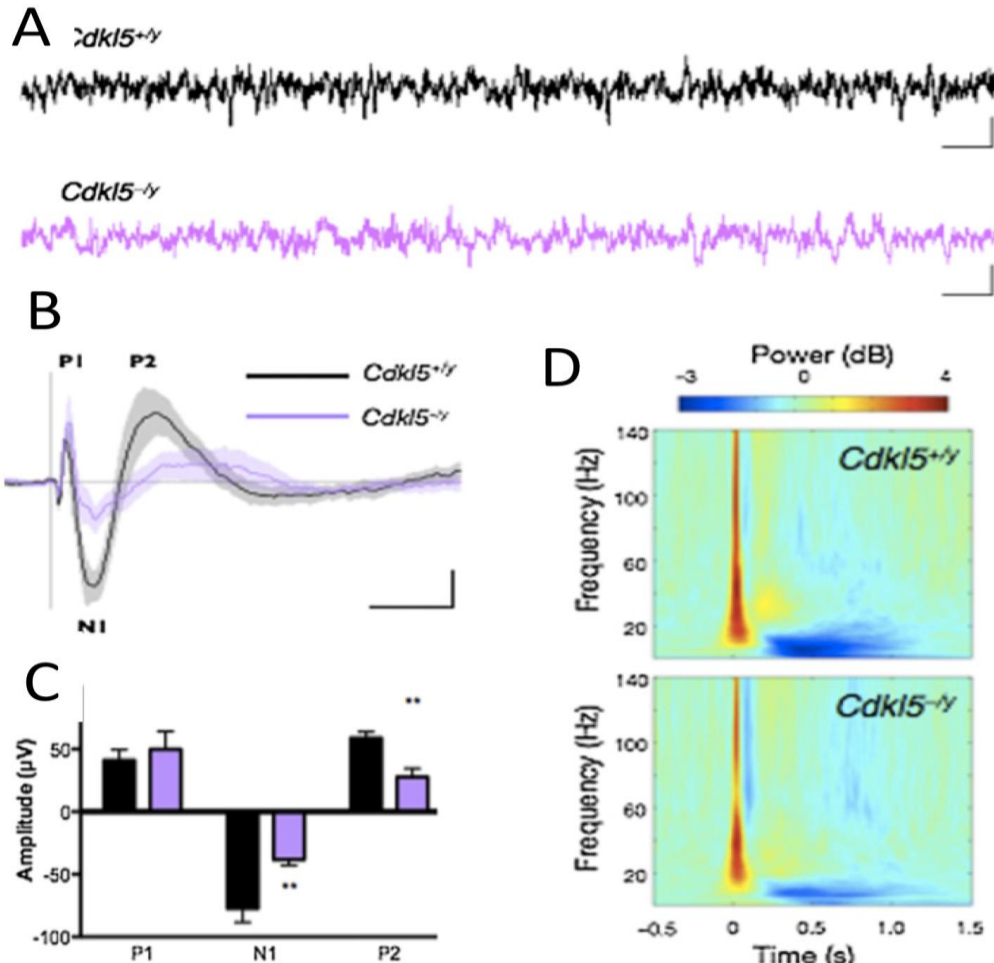 A
Cdkl5+/y
Cdkl5−/y
B
P1 P2
Cdkl5+/y
Cdkl5−/y
N1
C
**
50
0
-50
**
-100
Amplitude (µV)
P1 N1 P2
D
Power (dB)
−3 0 4
140
Cdkl5+/y
100
60
20
Frequency (Hz)
140
Cdkl5−/y
100
60
20
Frequency (Hz)
−0.5 0 0.5 1.0 1.5
Time (s)